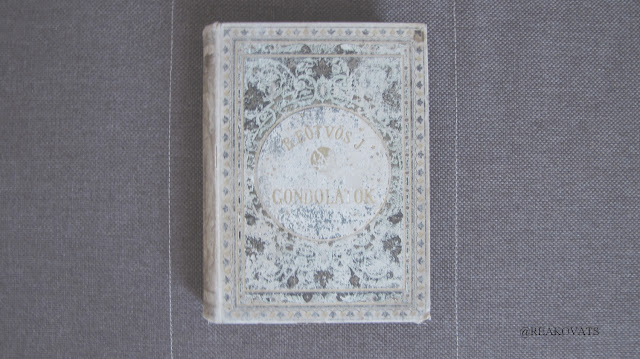 B. EÖTVÖS J.
GONDOLATOK
@REAKOVATS